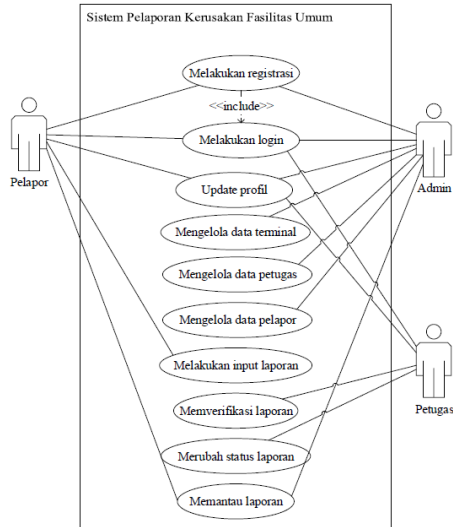 Sistem Pelaporan Kerusakan Fasilitas Umum
Melakukan registrasi
<<include>>
Melakukan login
Pelapor
Admin
Update profil
Mengelola data terminal
Mengelola data petugas
Mengelola data pelapor
Melakukan input laporan
Memverifikasi laporan
Petugas
Merubah status laporan
Memantau laporan